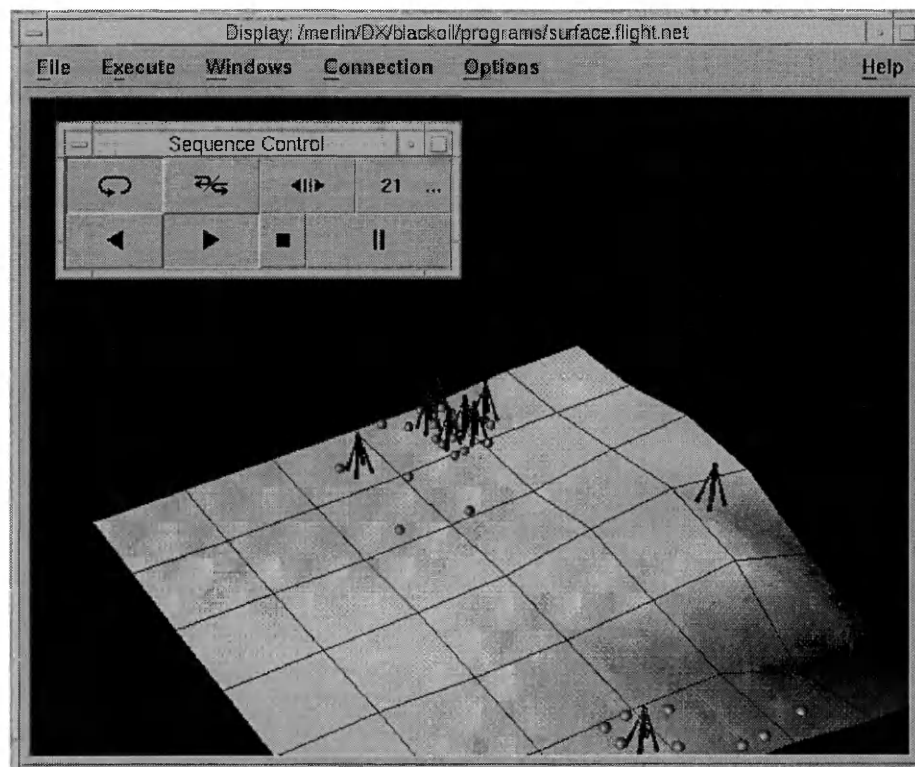 Display: /merlin/DX/blackoil/programs/surface.flight.net
File Execute Windows Connection Options Help
Sequence Control
21 ...